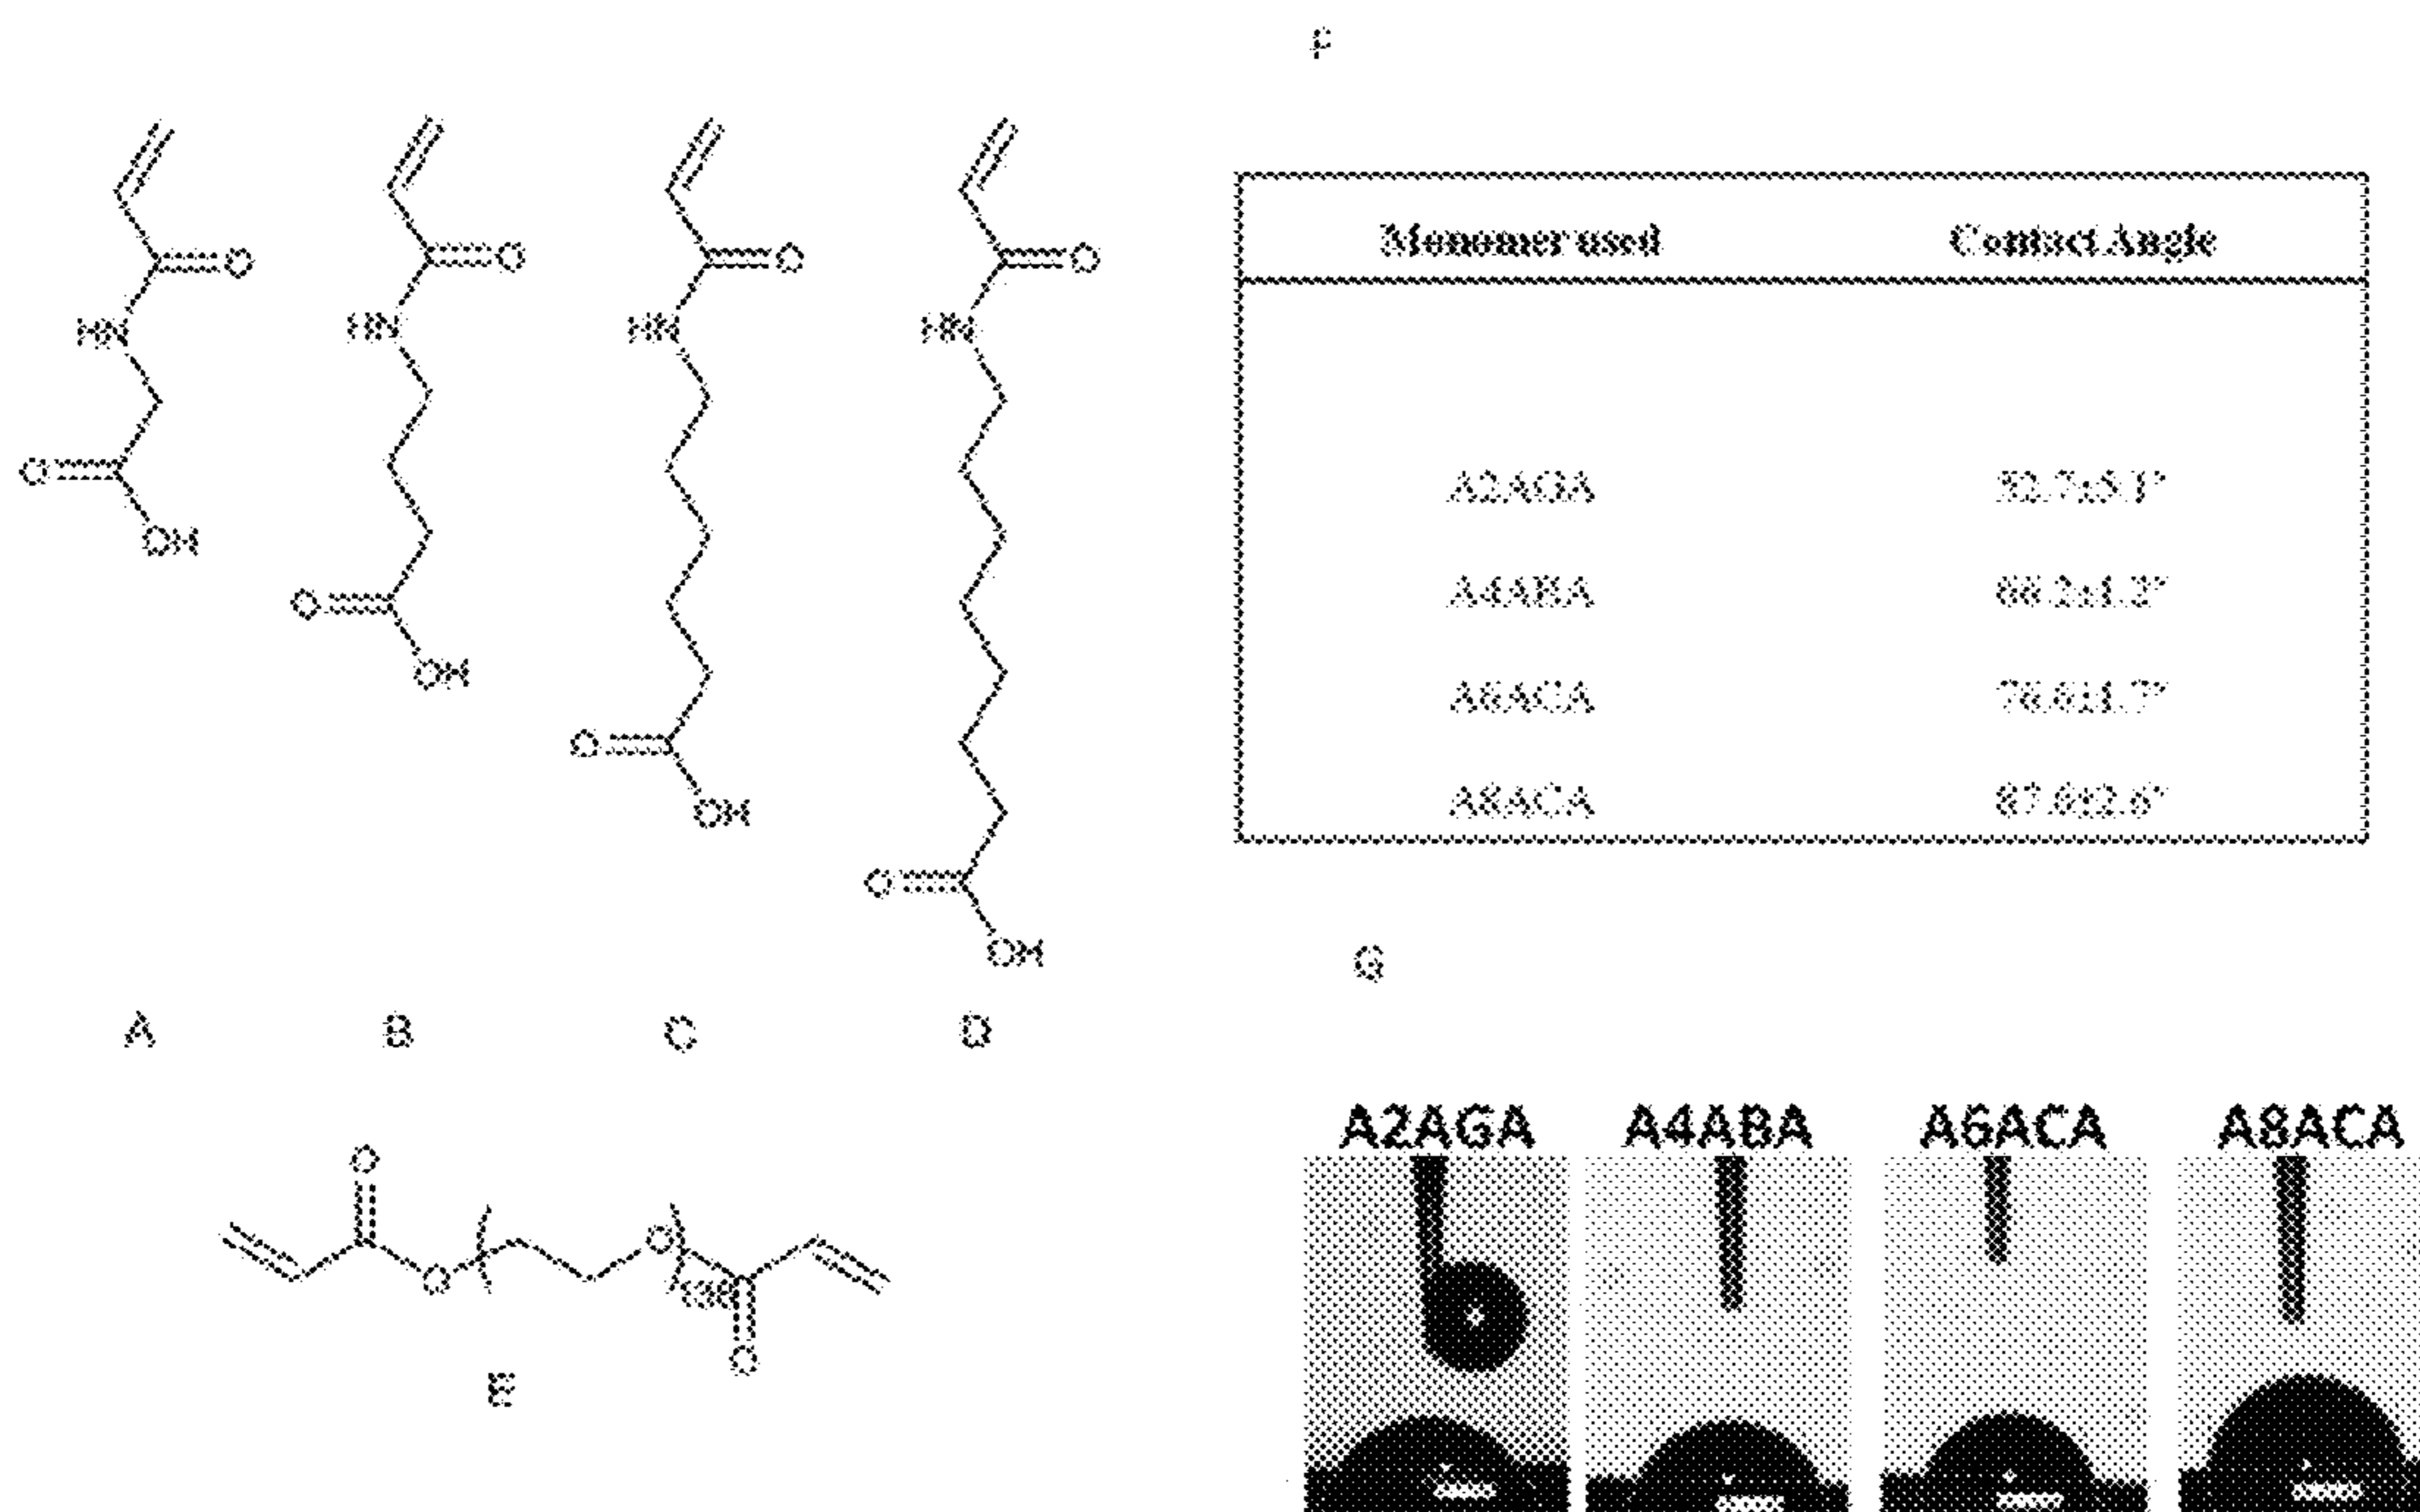 F
O
O
O
O
HN
HN
HN
HN
Monomer used Contact Angle
O
OH
A2AGA
O
OH
A4ABA
O
OH
A6ACA
O
OH
A8ACA
G
A B C D
A2AGA A4ABA A6ACA A8ACA
O
O
O
O
E